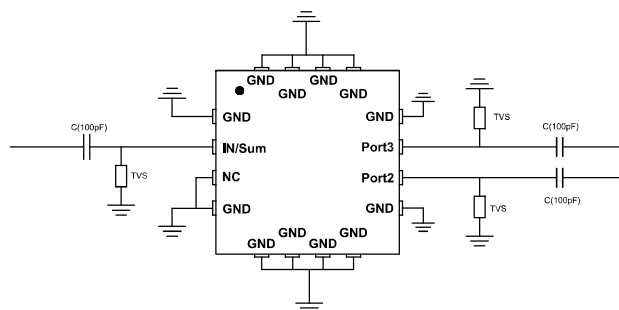 GND GND GND GND
GND GND
C(100pF) IN/Sum Port3 TVS C(100pF)
TVS NC Port2 C(100pF)
GND GND TVS
GND GND GND GND